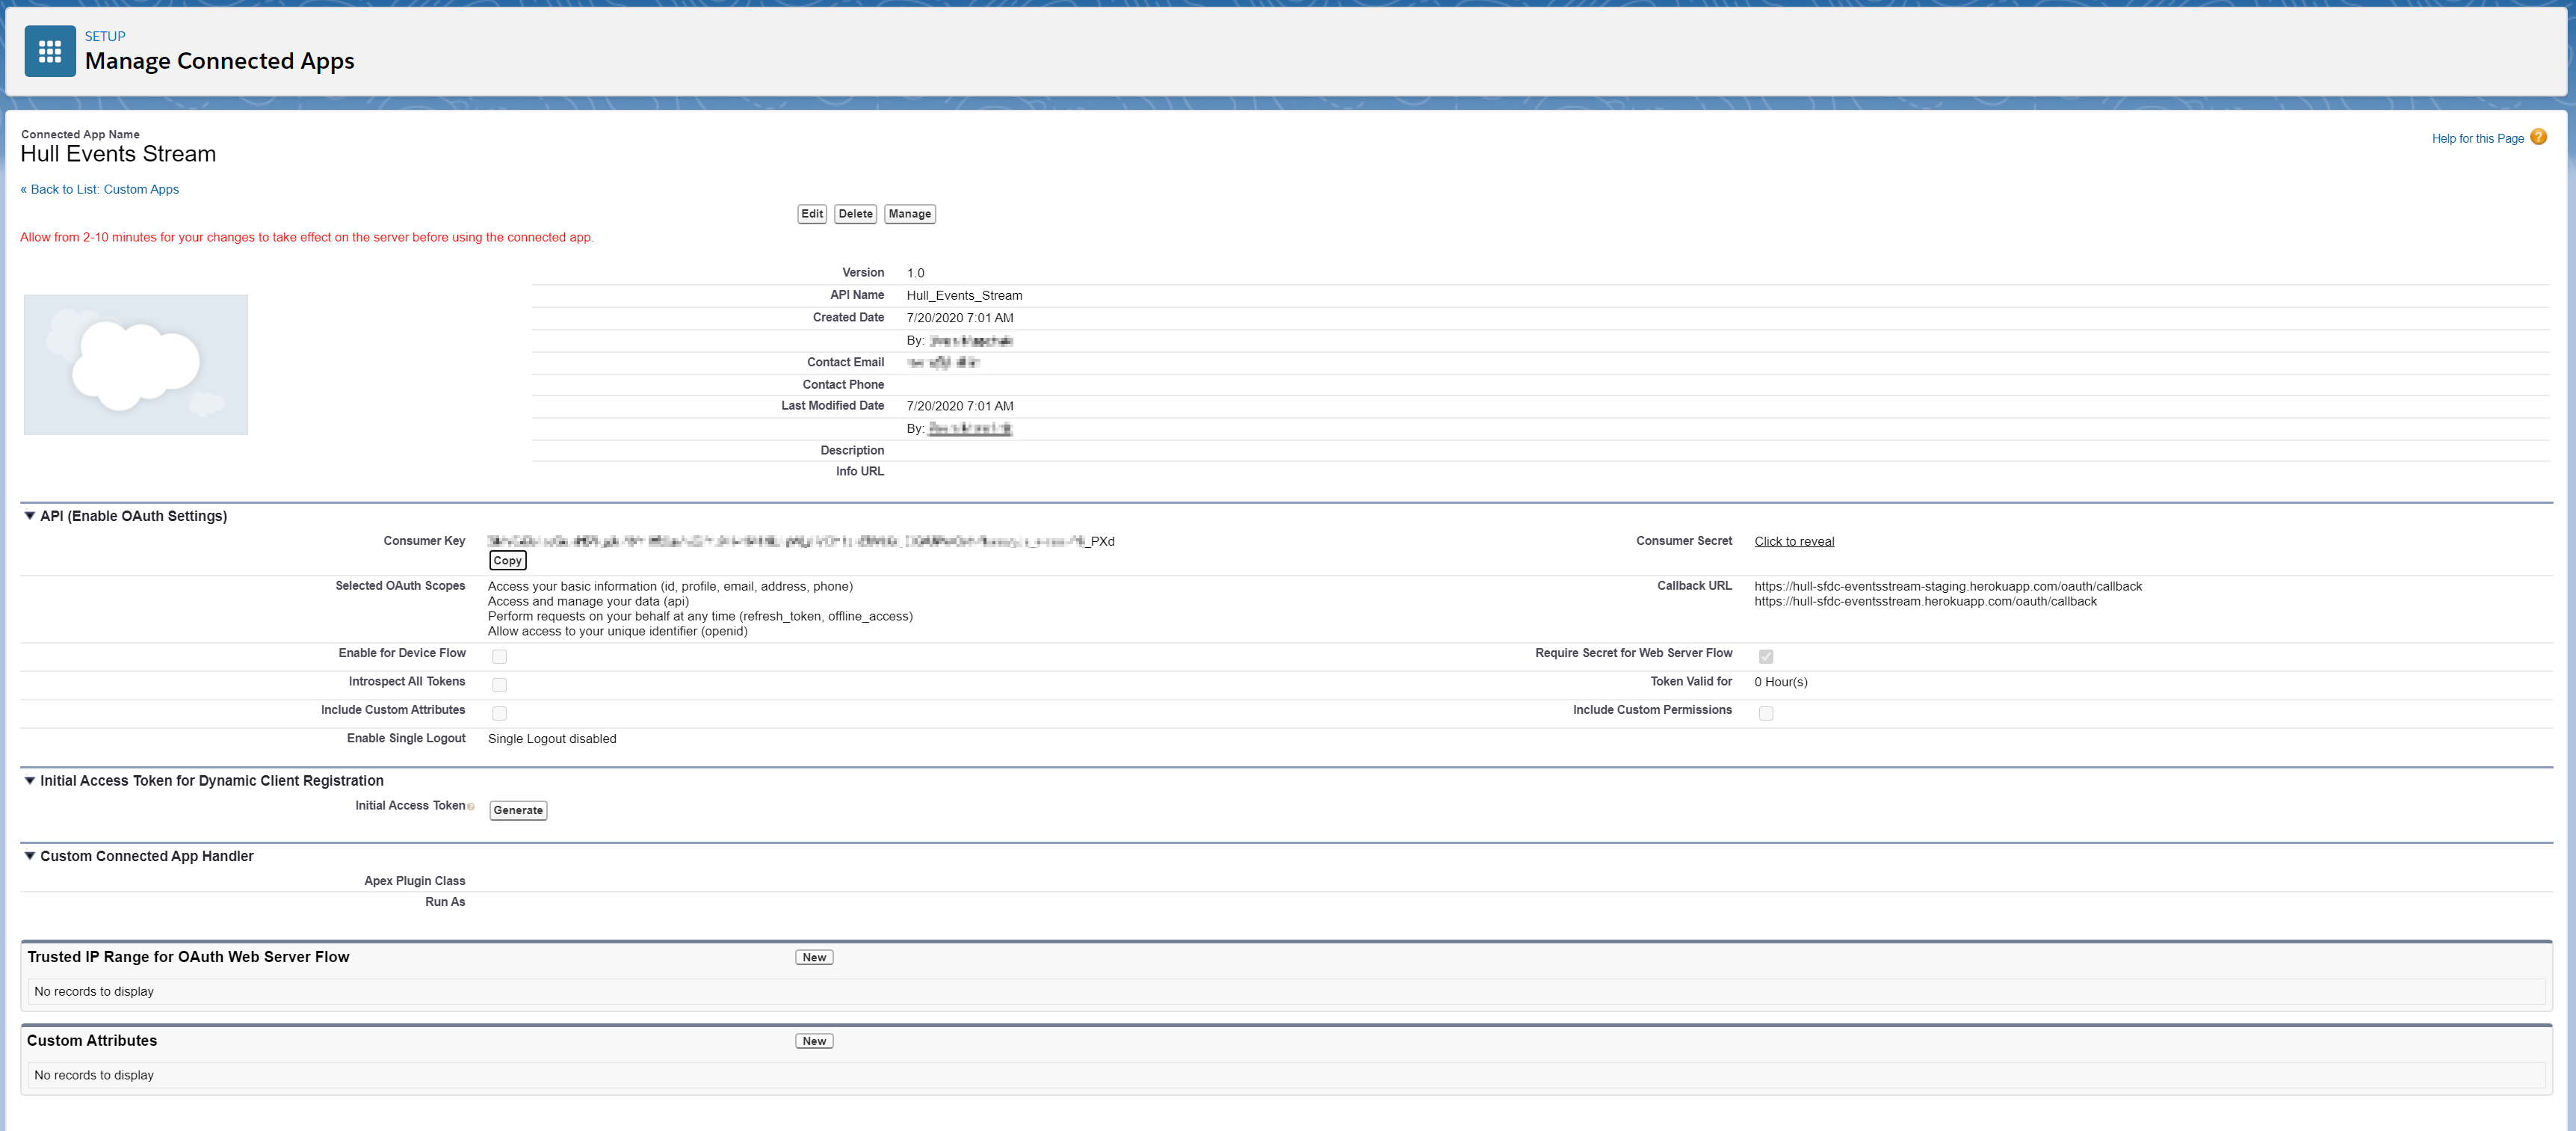 SETUP
Manage Connected Apps
Connected App Name
Hull Events Stream
Help for this Page
« Back to List: Custom Apps
Edit Delete Manage
Allow from 2-10 minutes for your changes to take effect on the server before using the connected app.
Version 1.0
API Name Hull_Events_Stream
Created Date 7/20/2020 7:01 AM
By:
Contact Email
Contact Phone
Last Modified Date 7/20/2020 7:01 AM
By:
Description
Info URL
API (Enable OAuth Settings)
Consumer Key _PXd Consumer Secret Click to reveal
Copy
Selected OAuth Scopes Access your basic information (id, profile, email, address, phone) Callback URL https://hull-sfdc-eventsstream-staging.herokuapp.com/oauth/callback
Access and manage your data (api) https://hull-sfdc-eventsstream.herokuapp.com/oauth/callback
Perform requests on your behalf at any time (refresh_token, offline_access)
Allow access to your unique identifier (openid)
Enable for Device Flow Require Secret for Web Server Flow
Introspect All Tokens Token Valid for 0 Hour(s)
Include Custom Attributes Include Custom Permissions
Enable Single Logout Single Logout disabled
Initial Access Token for Dynamic Client Registration
Initial Access Token Generate
Custom Connected App Handler
Apex Plugin Class
Run As
Trusted IP Range for OAuth Web Server Flow New
No records to display
Custom Attributes New
No records to display